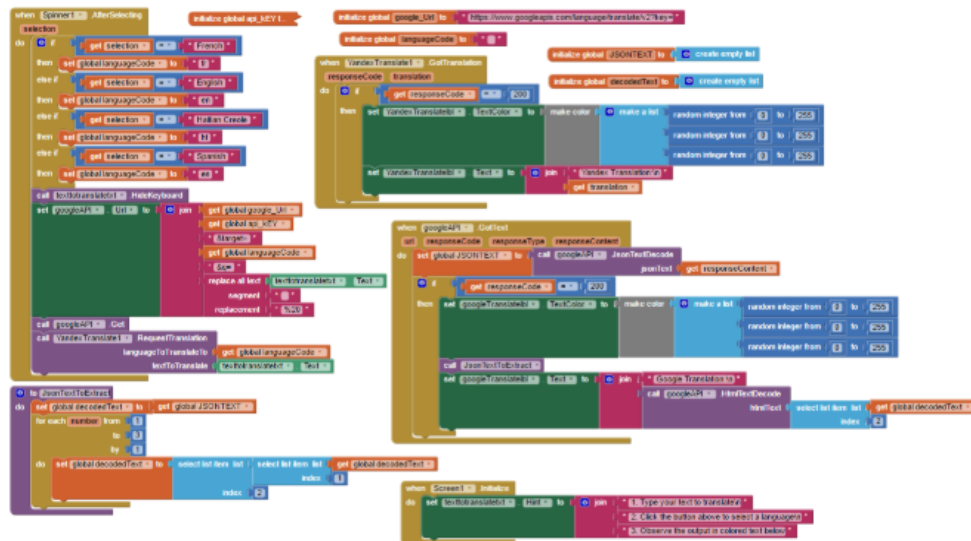 when Spinner1 .AfterSelecting
selection
do if get selection = " French "
then set global languageCode to " fr "
else if get selection = " English "
then set global languageCode to " en "
else if get selection = " Hatian Creole "
then set global languageCode to " ht "
else if get selection = " Spanish "
then set global languageCode to
call texttotranslatetxt .HideKeyboard
set googleAPI . Url to join get global google_Url
get global api_kEY
" &target= "
get global languageCode
" &q= "
replace all text texttotranslatetxt . Text
segment " "
replacement " %20 "
call googleAPI .Get
call YandexTranslate1 .RequestTranslation
languageToTranslateTo get global languageCode
textToTranslate texttotranslatetxt . Text
to JsonTextToExtract
do set global decodedText to get global JSONTEXT
for each number from 1
to 3
by 1
do set global decodedText to select list item list select list item list get global decodedText
index 1
index 2
initialize global api_kEY t...
initialize global google_Url to " https://www.googleapis.com/language/translate/v2?key= "
initialize global languageCode to " "
initialize global JSONTEXT to create empty list
initialize global decodedText to create empty list
when YandexTranslate1 .GotTranslation
responseCode translation
do if get responseCode = 200
then set YandexTranslatelbl . TextColor to make color make a list random integer from 0 to 255
random integer from 0 to 255
random integer from 0 to 255
set YandexTranslatelbl . Text to join " Yandex Translation:\n "
get translation
when googleAPI .GotText
url responseCode responseType responseContent
do set global JSONTEXT to call googleAPI .JsonTextDecode
jsonText get responseContent
if get responseCode = 200
then set googleTranslatelbl . TextColor to make color make a list random integer from 0 to 255
random integer from 0 to 255
random integer from 0 to 255
call JsonTextToExtract
set googleTranslatelbl . Text to join " Google Translation:\n "
call googleAPI .HtmlTextDecode
htmlText select list item list get global decodedText
index 2
when Screen1 .Initialize
do set texttotranslatetxt . Hint to join " 1. Type your text to translate\n "
" 2. Click the button above to select a language\n "
" 3. Observe the output in colored text below "